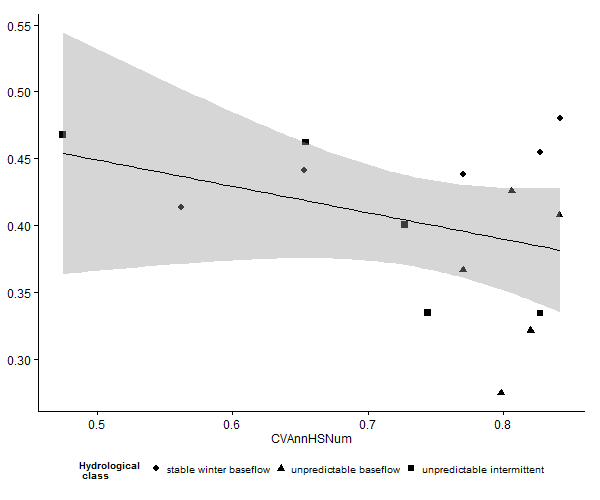 0.55
0.50
0.45
0.40
0.35
0.30
0.5 0.6 0.7 0.8
CVAnnHSNum
Hydrological
class
stable winter baseflow unpredictable baseflow unpredictable intermittent